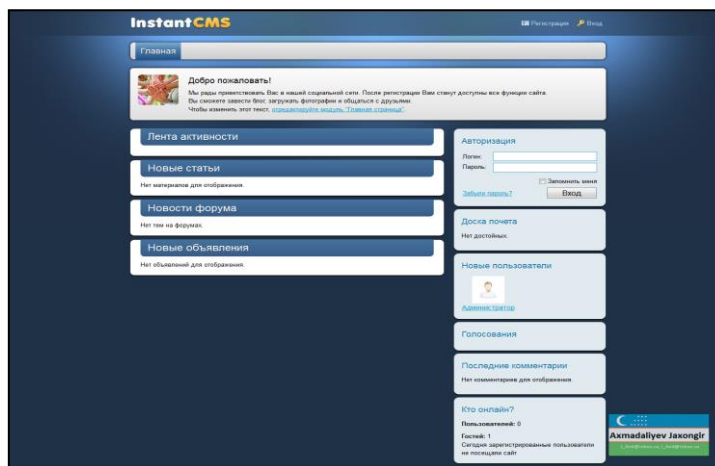 InstantCMS
Регистрация Вход
Главная
Добро пожаловать!
Мы рады приветствовать Вас в нашей социальной сети. После регистрации Вам станут доступны все функции сайта.
Вы сможете завести блог, загружать фотографии и общаться с друзьями.
Чтобы изменить этот текст, отредактируйте модуль "Главная страница".
Лента активности
Новые статьи
Нет материалов для отображения.
Новости форума
Нет тем на форумах.
Новые объявления
Нет объявлений для отображения.
Авторизация
Логин:
Пароль:
Запомнить меня
Забыли пароль? Вход
Доска почета
Нет достойных.
Новые пользователи
Администратор
Голосования
Последние комментарии
Нет комментариев для отображения.
Кто онлайн?
Пользователей: 0
Гостей: 1
Сегодня зарегистрированные пользователи
не посещали сайт
Axmadaliyev Jaxongir